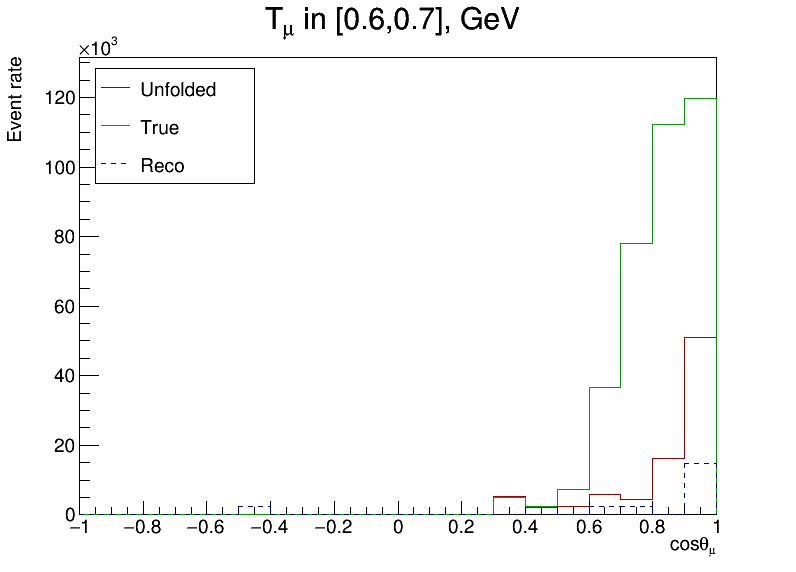 Tμ in [0.6,0.7], GeV
×10³
Event rate
Unfolded
True
Reco
120
100
80
60
40
20
0
−1 −0.8 −0.6 −0.4 −0.2 0 0.2 0.4 0.6 0.8 1
cosθμ